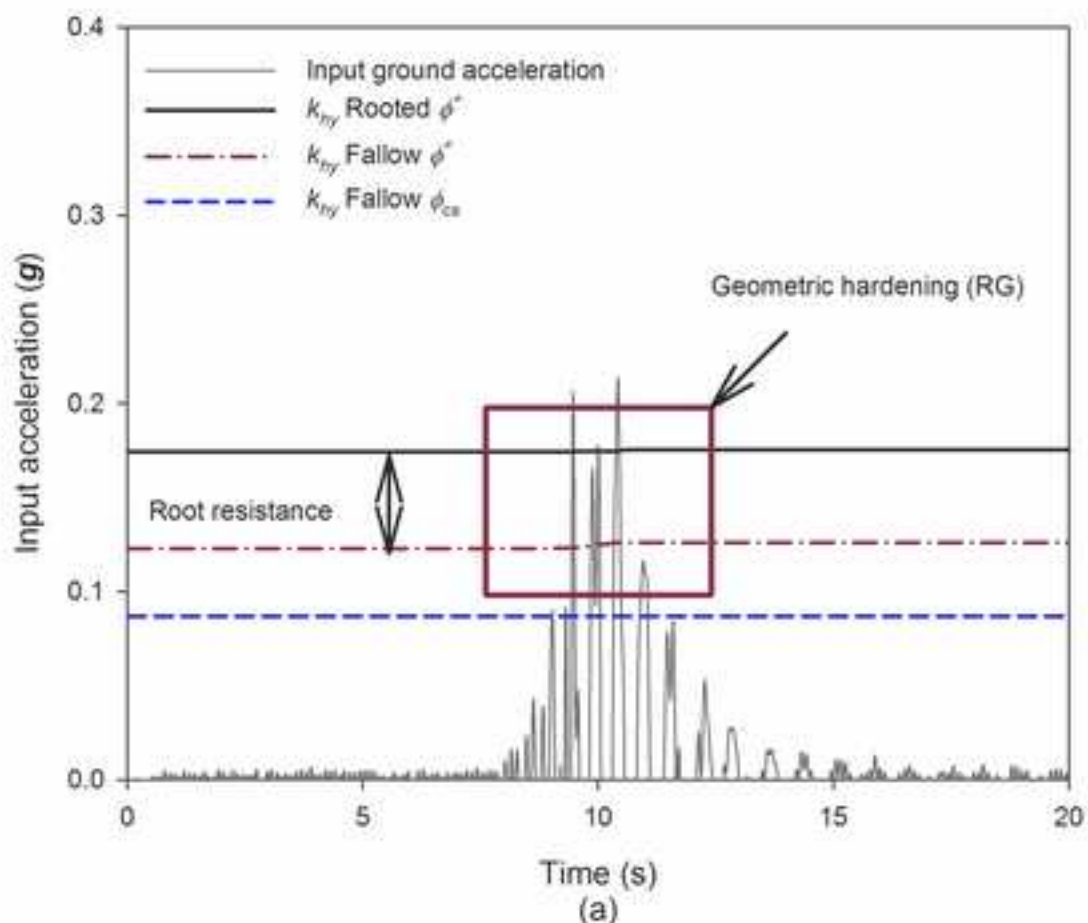 0.4
Input ground acceleration
k_hy Rooted ϕ″
k_hy Fallow ϕ″
k_hy Fallow ϕ_cs
0.3
Geometric hardening (RG)
0.2
Root resistance
0.1
0.0
Input acceleration (g)
0 5 10 15 20
Time (s)
(a)